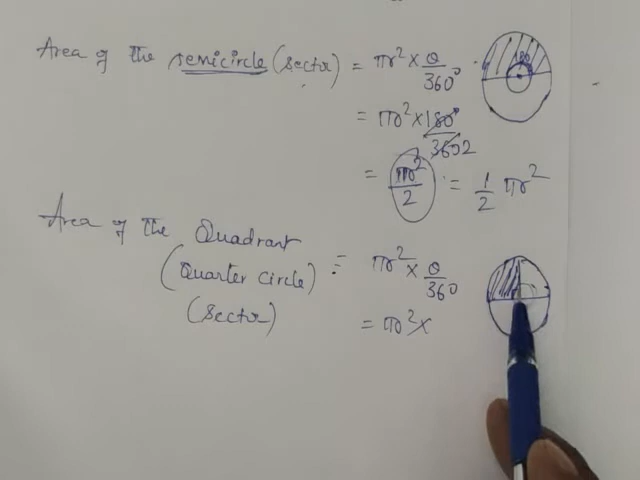 Area of the semicircle (sector) = πr² × θ/360°
= πr² × 180°/360 2
= πr²/2 = 1/2 πr²
Area of the Quadrant
(Quarter circle) = πr² × θ/360
(sector) = πr² ×
180